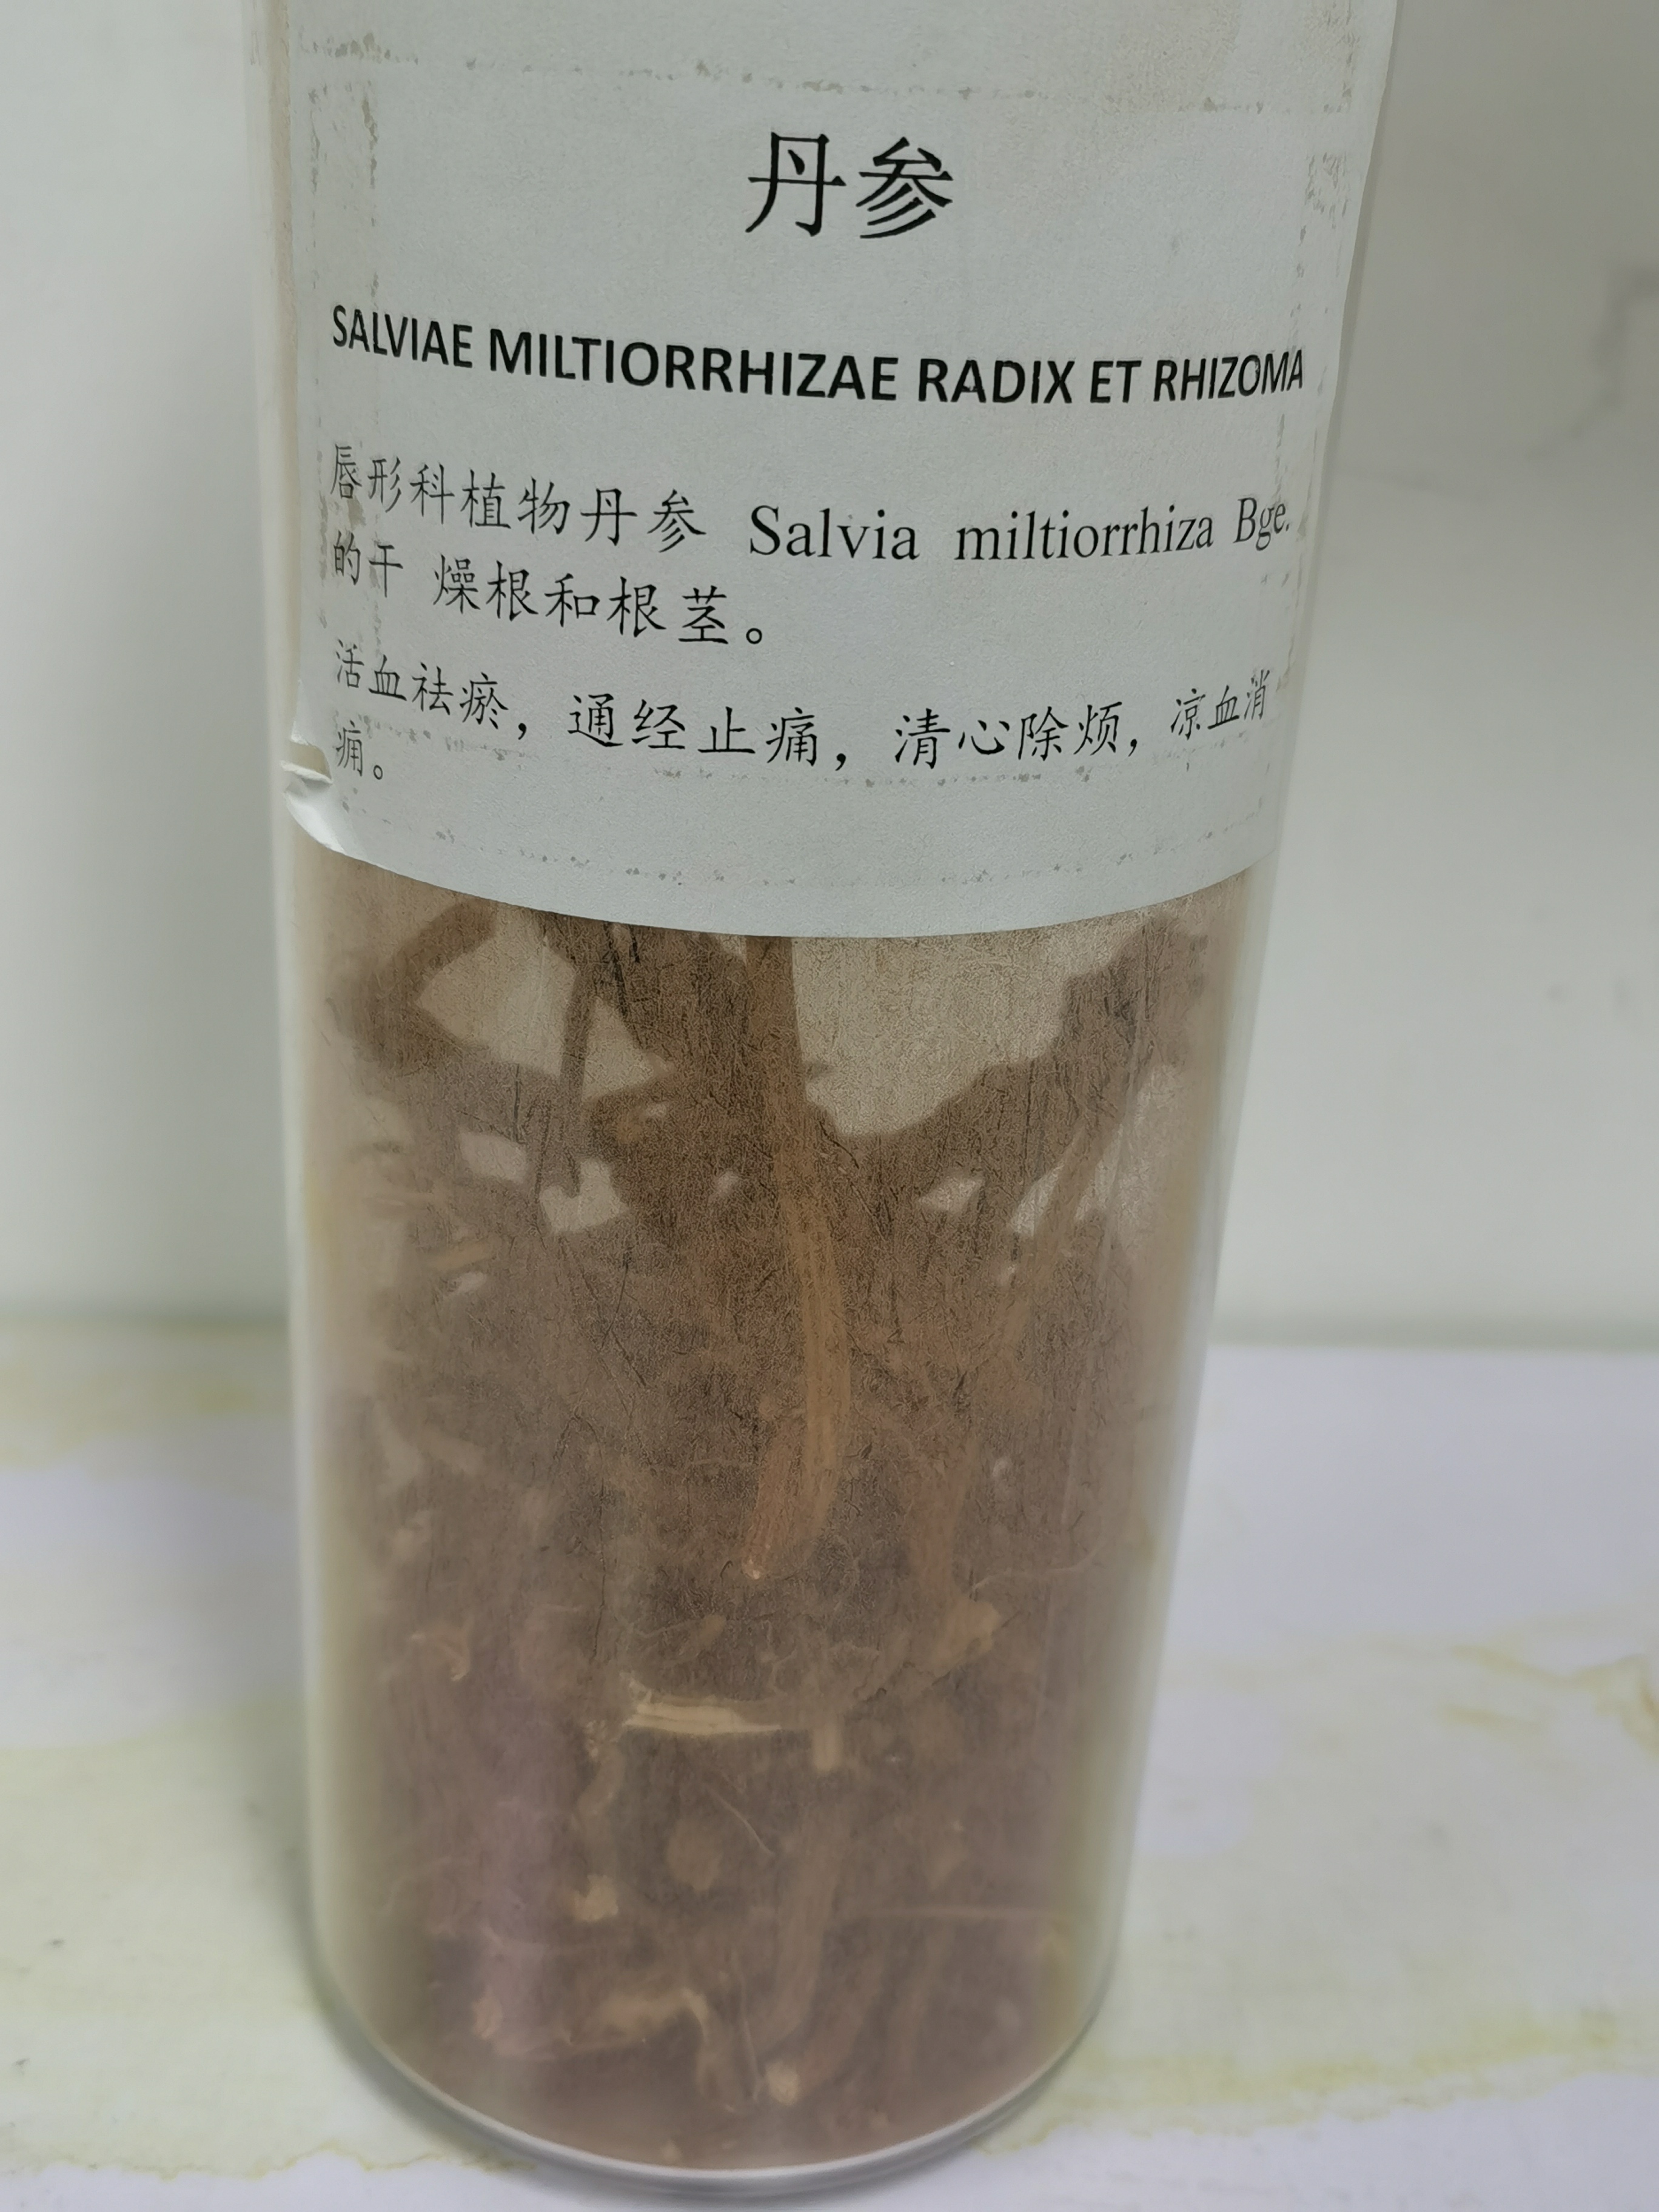 丹参
SALVIAE MILTIORRHIZAE RADIX ET RHIZOMA
唇形科植物丹参 Salvia miltiorrhiza Bge.
的干 燥根和根茎。
活血祛瘀，通经止痛，清心除烦，凉血消
痈。